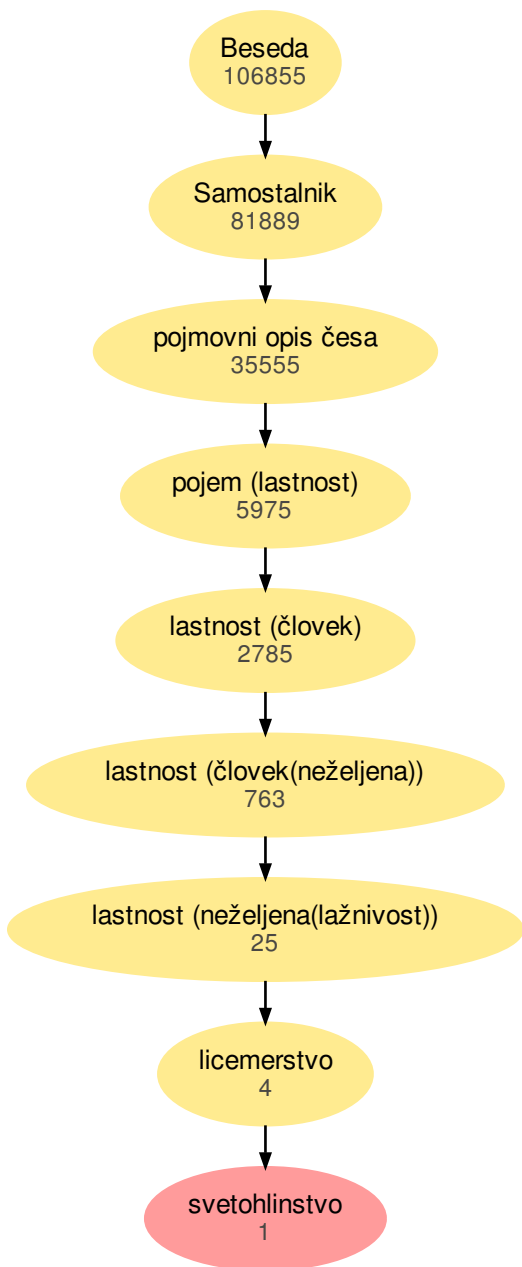 Beseda
106855
Samostalnik
81889
pojmovni opis česa
35555
pojem (lastnost)
5975
lastnost (človek)
2785
lastnost (človek(neželjena))
763
lastnost (neželjena(lažnivost))
25
licemerstvo
4
svetohlinstvo
1